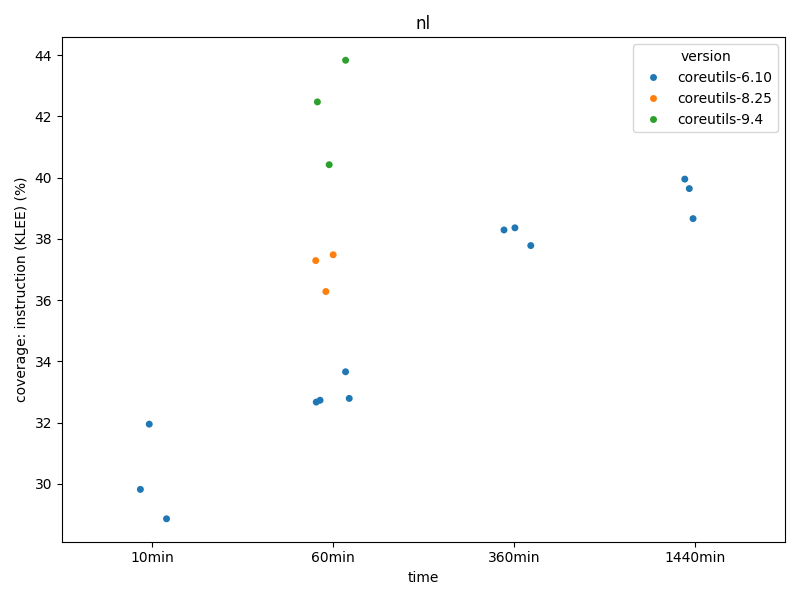 nl
version
coreutils-6.10
coreutils-8.25
coreutils-9.4
coverage: instruction (KLEE) (%)
44
42
40
38
36
34
32
30
10min 60min 360min 1440min
time